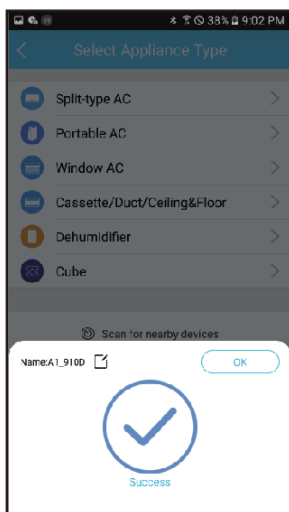 38% 9:02 PM
Select Appliance Type
Split-type AC
Portable AC
Window AC
Cassette/Duct/Ceiling&Floor
Dehumidifier
Cube
Scan for nearby devices
Name:A1_910D
OK
Success